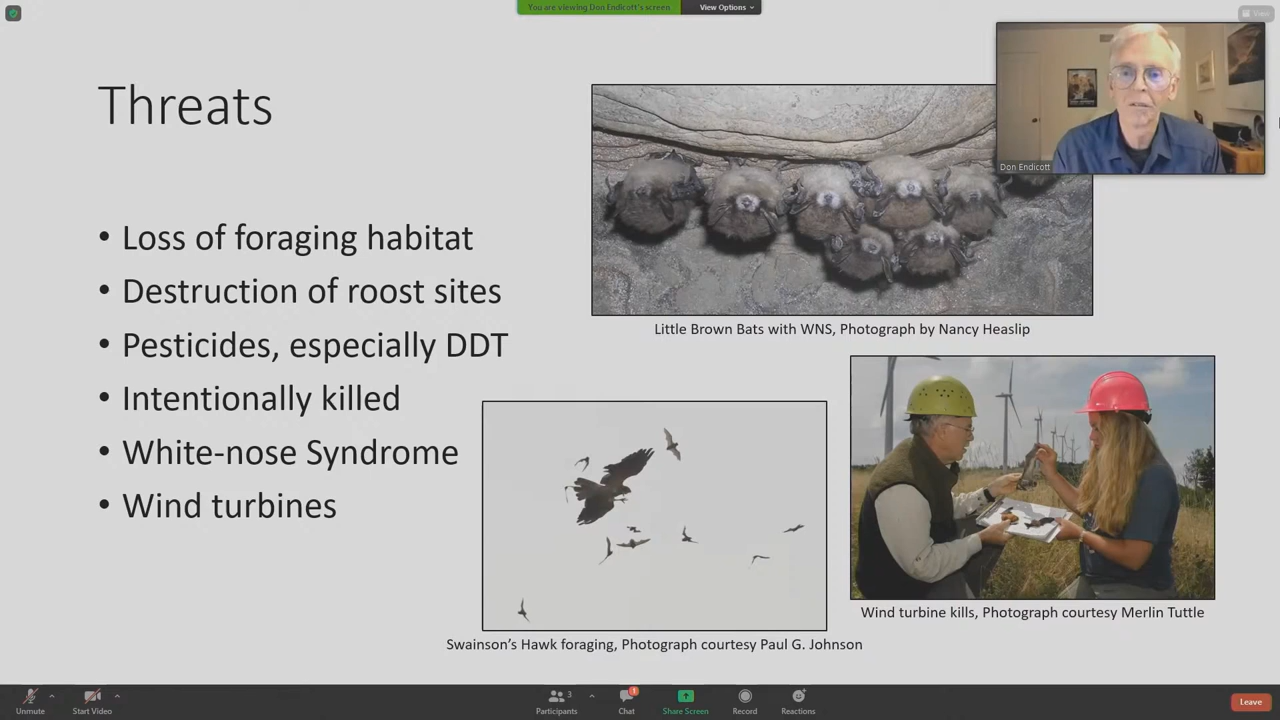 You are viewing Don Endicott's screen
View Options
View
Threats
Don Endicott
• Loss of foraging habitat
• Destruction of roost sites
• Pesticides, especially DDT
• Intentionally killed
• White-nose Syndrome
• Wind turbines
Little Brown Bats with WNS, Photograph by Nancy Heaslip
Wind turbine kills, Photograph courtesy Merlin Tuttle
Swainson's Hawk foraging, Photograph courtesy Paul G. Johnson
Unmute
Start Video
3
Participants
1
Chat
Share Screen
Record
Reactions
Leave